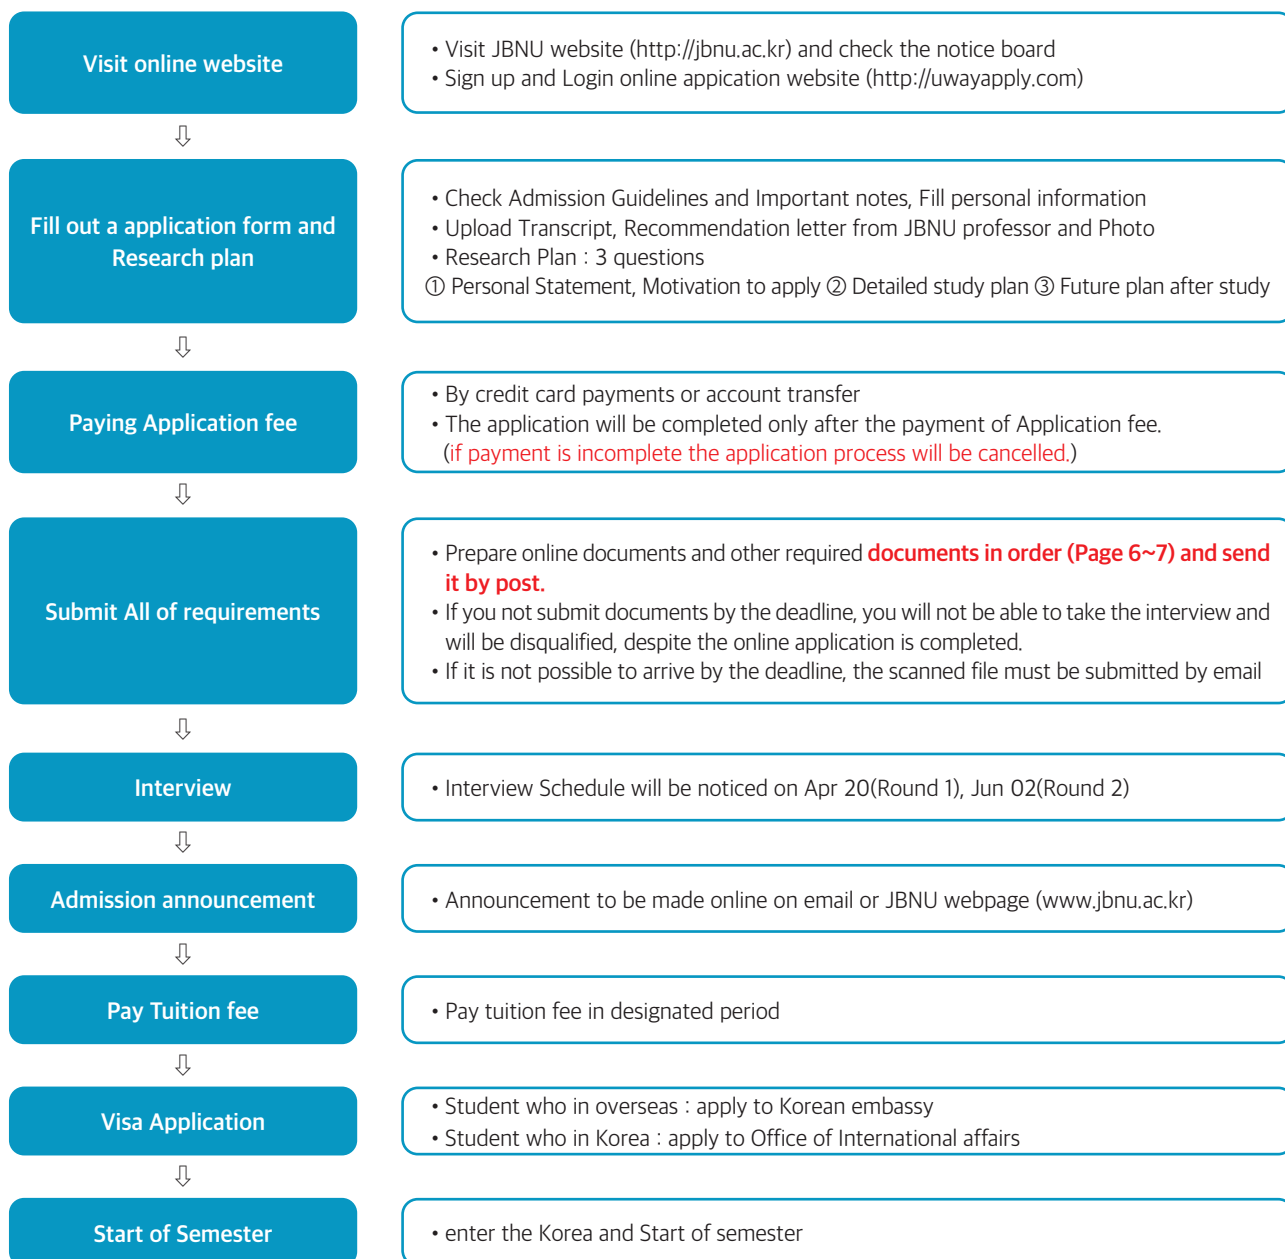 Visit online website
• Visit JBNU website (http://jbnu.ac.kr) and check the notice board
• Sign up and Login online appication website (http://uwayapply.com)
⇩
Fill out a application form and
Research plan
• Check Admission Guidelines and Important notes, Fill personal information
• Upload Transcript, Recommendation letter from JBNU professor and Photo
• Research Plan : 3 questions
① Personal Statement, Motivation to apply ② Detailed study plan ③ Future plan after study
⇩
Paying Application fee
• By credit card payments or account transfer
• The application will be completed only after the payment of Application fee.
(if payment is incomplete the application process will be cancelled.)
⇩
Submit All of requirements
• Prepare online documents and other required documents in order (Page 6~7) and send
it by post.
• If you not submit documents by the deadline, you will not be able to take the interview and
will be disqualified, despite the online application is completed.
• If it is not possible to arrive by the deadline, the scanned file must be submitted by email
⇩
Interview
• Interview Schedule will be noticed on Apr 20(Round 1), Jun 02(Round 2)
⇩
Admission announcement
• Announcement to be made online on email or JBNU webpage (www.jbnu.ac.kr)
⇩
Pay Tuition fee
• Pay tuition fee in designated period
⇩
Visa Application
• Student who in overseas : apply to Korean embassy
• Student who in Korea : apply to Office of International affairs
⇩
Start of Semester
• enter the Korea and Start of semester